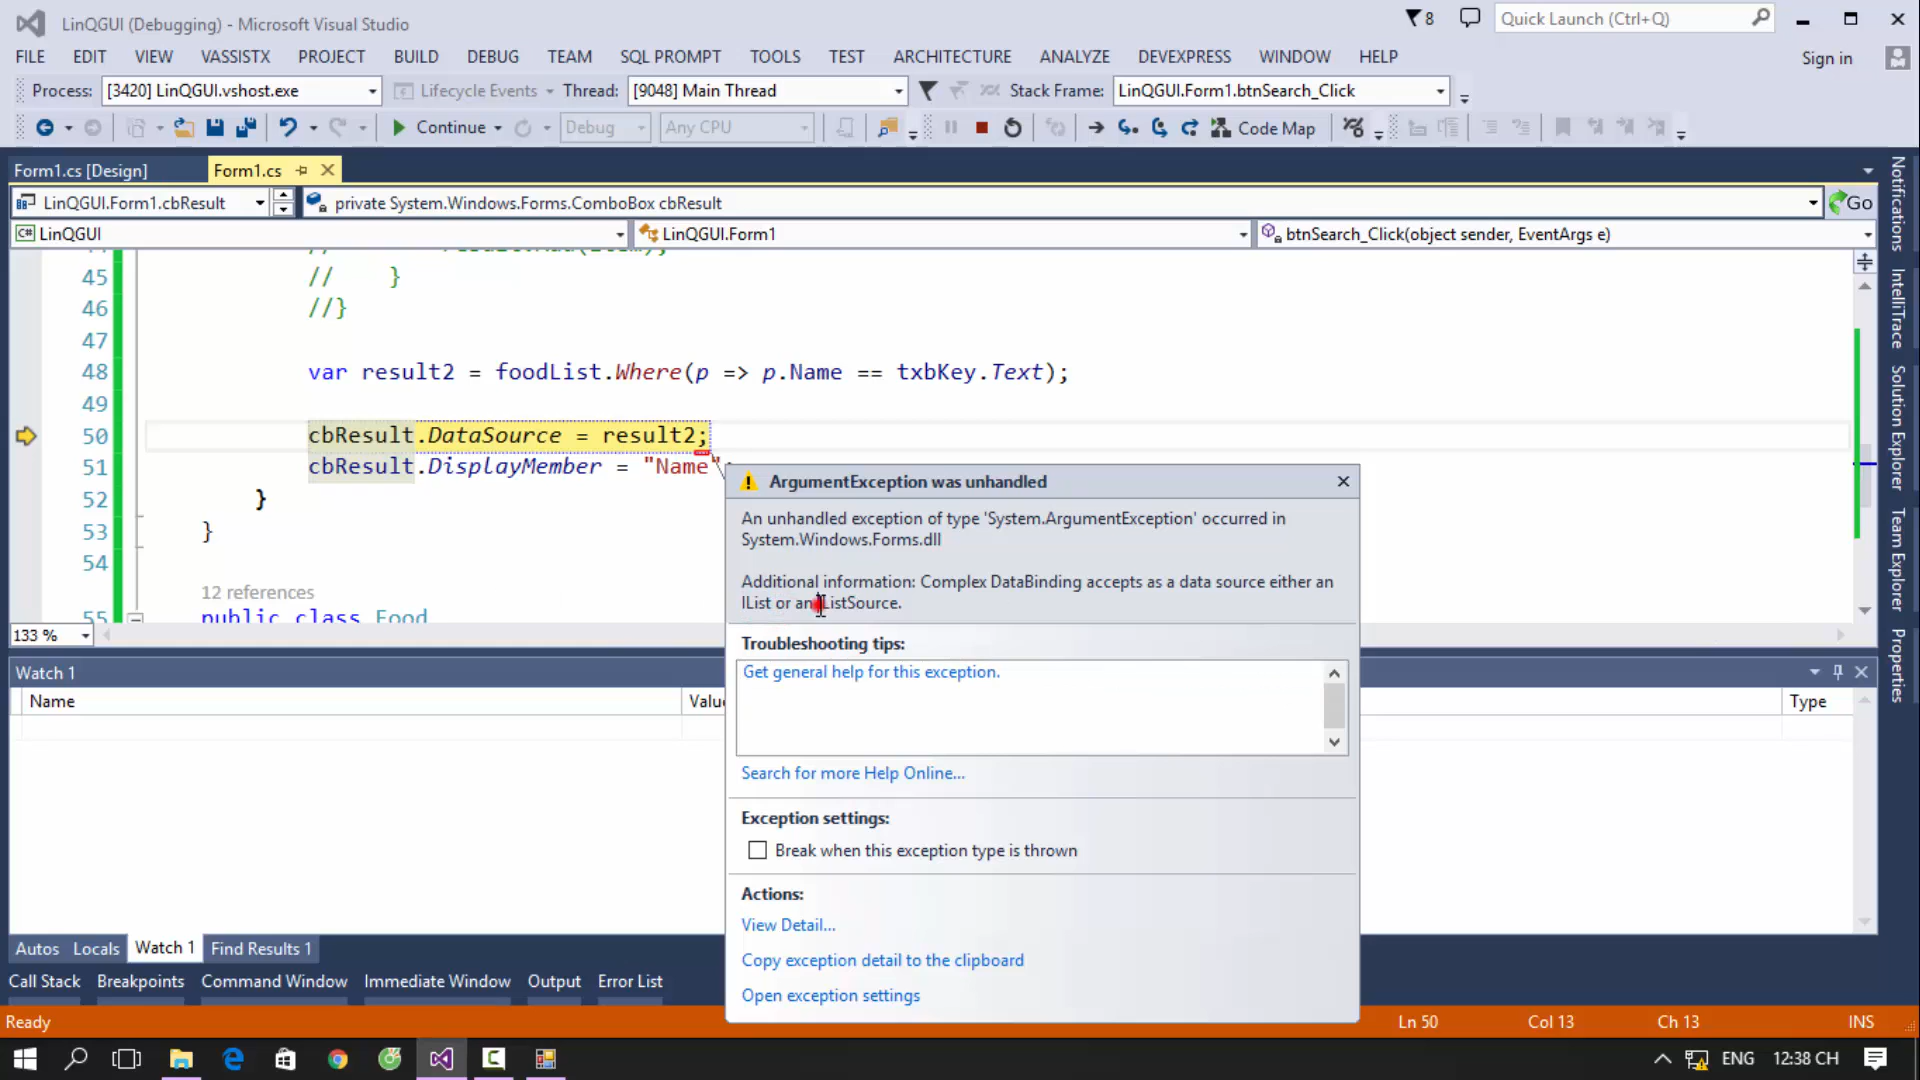 LinQGUI (Debugging) - Microsoft Visual Studio
8
Quick Launch (Ctrl+Q)
FILE EDIT VIEW VASSISTX PROJECT BUILD DEBUG TEAM SQL PROMPT TOOLS TEST ARCHITECTURE ANALYZE DEVEXPRESS WINDOW HELP Sign in
Process: [3420] LinQGUI.vshost.exe Lifecycle Events Thread: [9048] Main Thread Stack Frame: LinQGUI.Form1.btnSearch_Click
Continue Debug Any CPU Code Map
Form1.cs [Design] Form1.cs
LinQGUI.Form1.cbResult private System.Windows.Forms.ComboBox cbResult Go
C# LinQGUI LinQGUI.Form1 btnSearch_Click(object sender, EventArgs e)
45 // }
46 //}
47
48 var result2 = foodList.Where(p => p.Name == txbKey.Text);
49
50 cbResult.DataSource = result2;
51 cbResult.DisplayMember = "Name";
52 }
53 }
54
12 references
55 public class Food
133 %
ArgumentException was unhandled
An unhandled exception of type 'System.ArgumentException' occurred in
System.Windows.Forms.dll
Additional information: Complex DataBinding accepts as a data source either an
IList or an IListSource.
Troubleshooting tips:
Get general help for this exception.
Search for more Help Online...
Exception settings:
Break when this exception type is thrown
Actions:
View Detail...
Copy exception detail to the clipboard
Open exception settings
Watch 1
Name Value Type
Autos Locals Watch 1 Find Results 1
Call Stack Breakpoints Command Window Immediate Window Output Error List
Notifications
IntelliTrace
Solution Explorer
Team Explorer
Properties
Ready Ln 50 Col 13 Ch 13 INS
ENG 12:38 CH